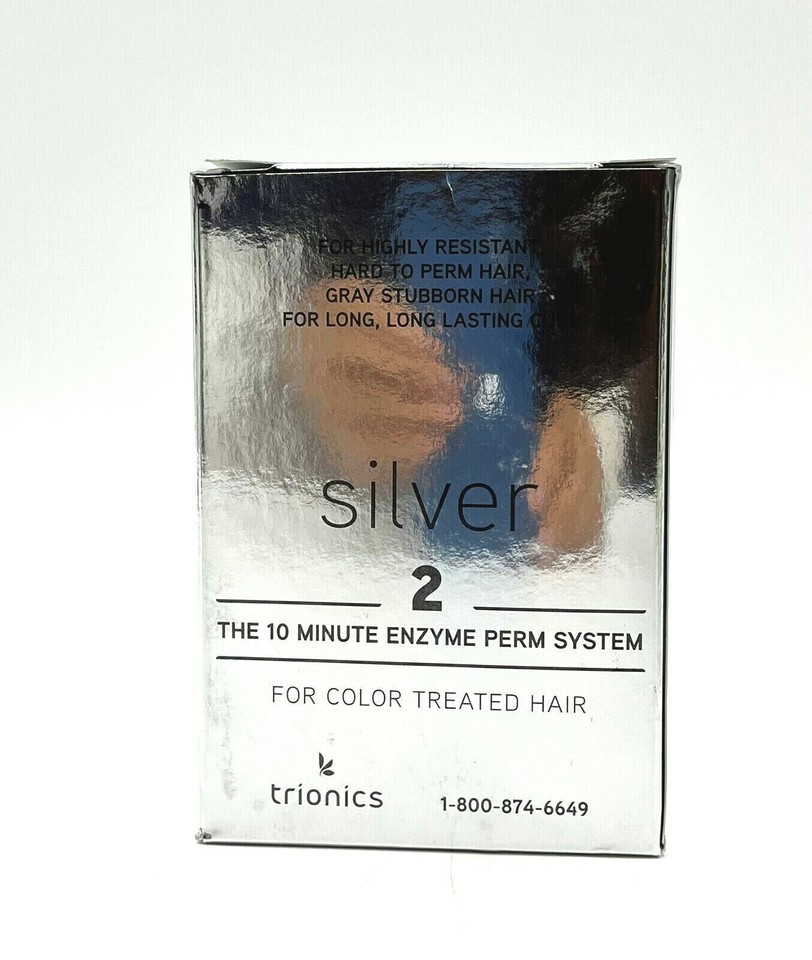 FOR HIGHLY RESISTANT,
HARD TO PERM HAIR,
GRAY STUBBORN HAIR
FOR LONG, LONG LASTING
silver
2
THE 10 MINUTE ENZYME PERM SYSTEM
FOR COLOR TREATED HAIR
trionics
1-800-874-6649